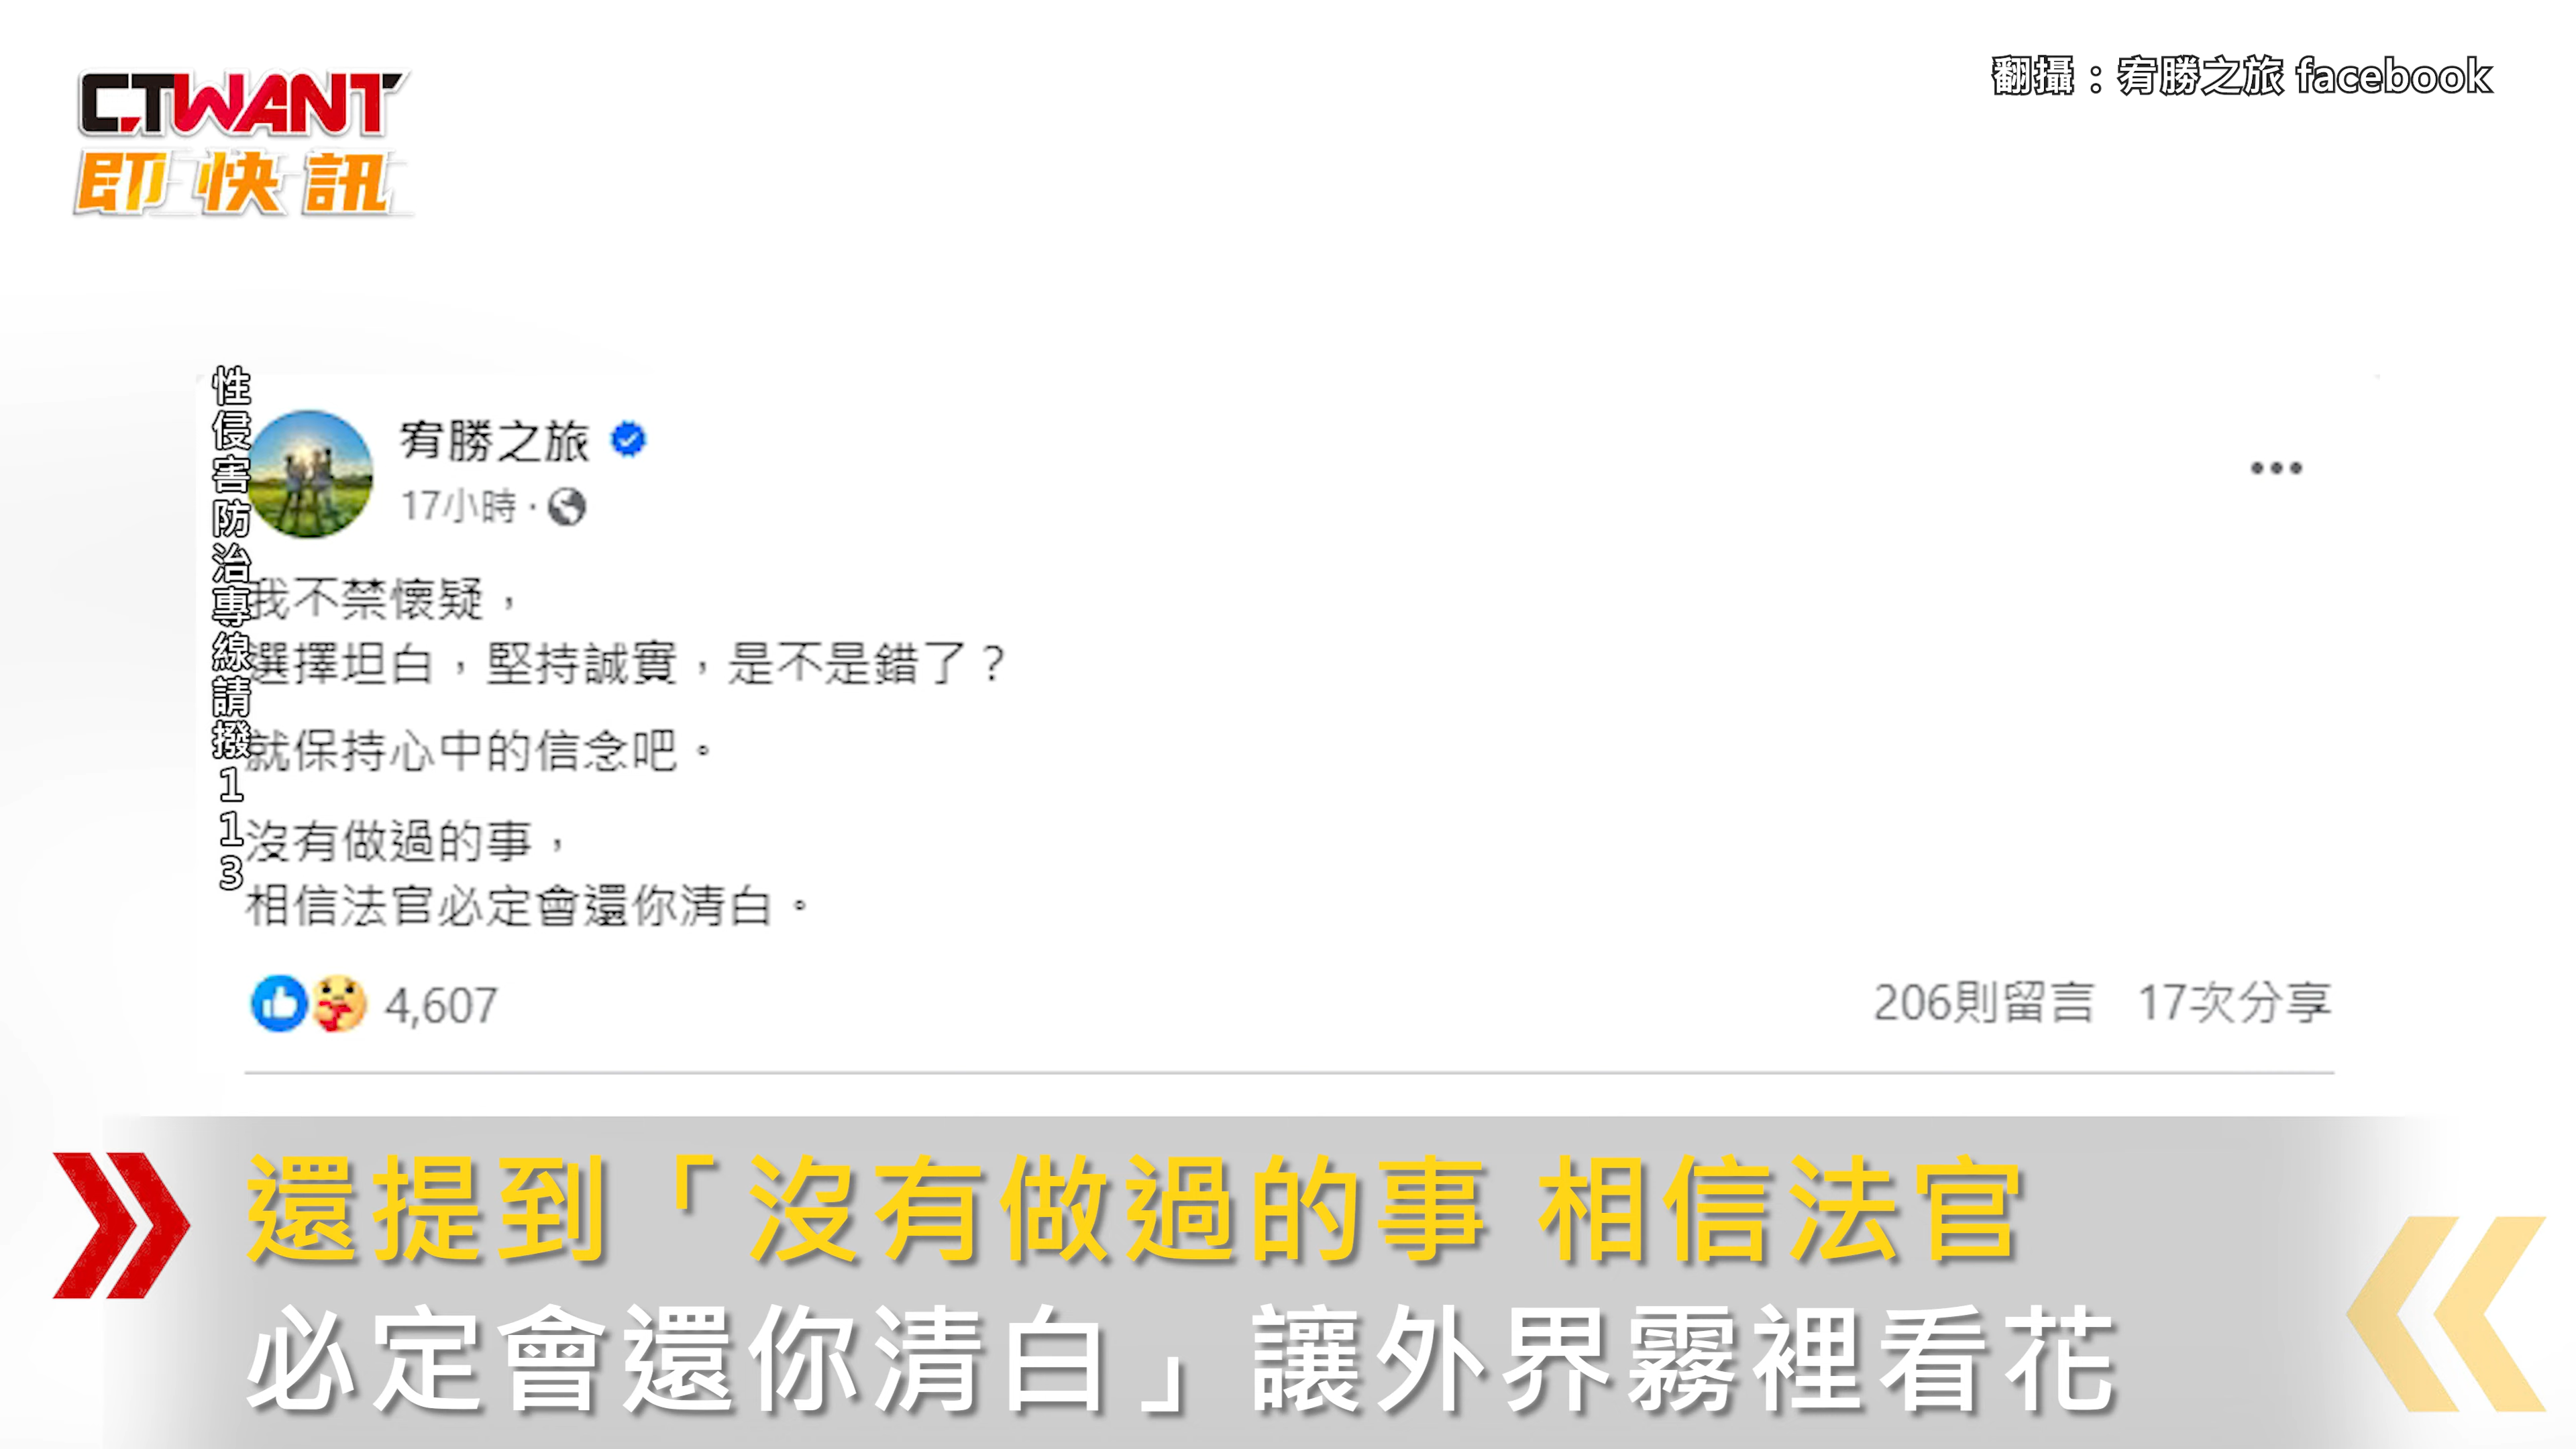 CTWANT
即快訊
翻攝：宥勝之旅 facebook
性侵害防治專線請撥113
宥勝之旅
17小時·
我不禁懷疑，
選擇坦白，堅持誠實，是不是錯了？
就保持心中的信念吧。
沒有做過的事，
相信法官必定會還你清白。
4,607
206則留言 17次分享
還提到「沒有做過的事 相信法官
必定會還你清白」讓外界霧裡看花